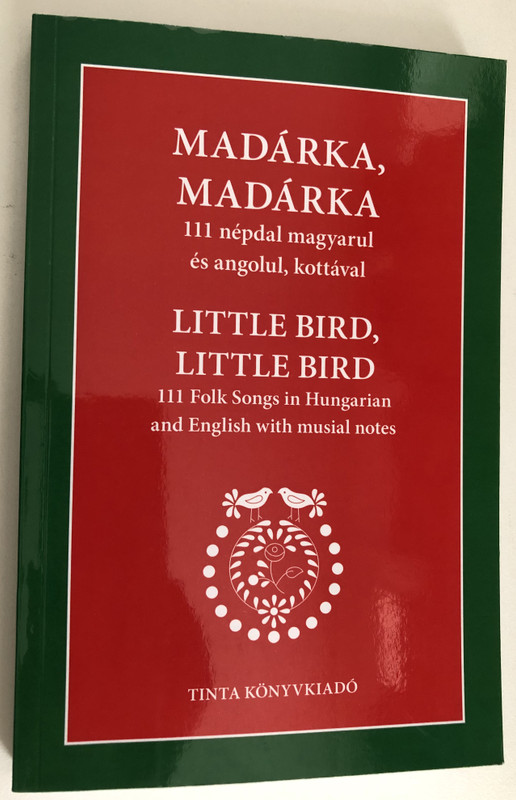 MADÁRKA,
MADÁRKA
111 népdal magyarul
és angolul, kottával
LITTLE BIRD,
LITTLE BIRD
111 Folk Songs in Hungarian
and English with musial notes
TINTA KÖNYVKIADÓ